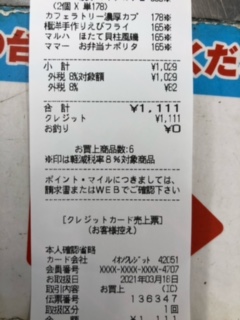 (2個 X 単178)
カフェラトリー濃厚カプ 178※
極洋手作りえびフライ 165※
マルハ ほたて貝柱風磯 165※
ママー お弁当ナポリタ 165※
小 計 ¥1,029
外税 8%対象額 ¥1,029
外税 8% ¥82
合計 ¥1,111
クレジット ¥1,111
お釣り ¥0
お買上商品数:6
※印は軽減税率8%対象商品
ポイント・マイルにつきましては、
請求書またはWEBでご確認下さい
[クレジットカード売上票]
(お客様控え)
本人確認省略
カード会社 イオンクレジット 42051
会員番号 XXXX-XXXX-XXXX-4707
お取扱日 2021年03月16日
取引内容 お買上 (IC)
伝票番号 136347
取扱区分 1回
金 額 ¥1,111